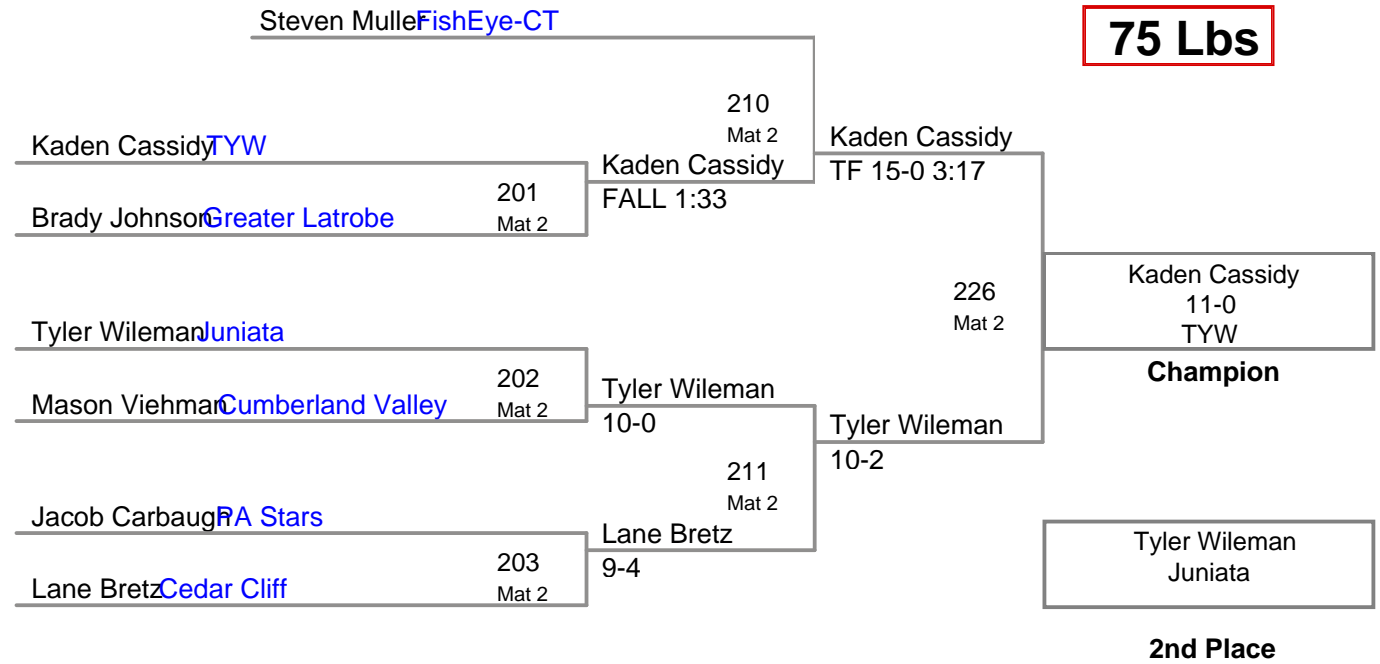 Steven Muller FishEye-CT
75 Lbs
210
Mat 2
Kaden Cassidy TYW
Kaden Cassidy
Kaden Cassidy
TF 15-0 3:17
201
FALL 1:33
Brady Johnson Greater Latrobe
Mat 2
Kaden Cassidy
226
11-0
Mat 2
TYW
Tyler Wileman Juniata
Champion
202
Tyler Wileman
Mason Viehman Cumberland Valley
Mat 2
10-0
Tyler Wileman
10-2
211
Mat 2
Jacob Carbaugh PA Stars
Lane Bretz
Tyler Wileman
203
9-4
Juniata
Lane Bretz Cedar Cliff
Mat 2
2nd Place